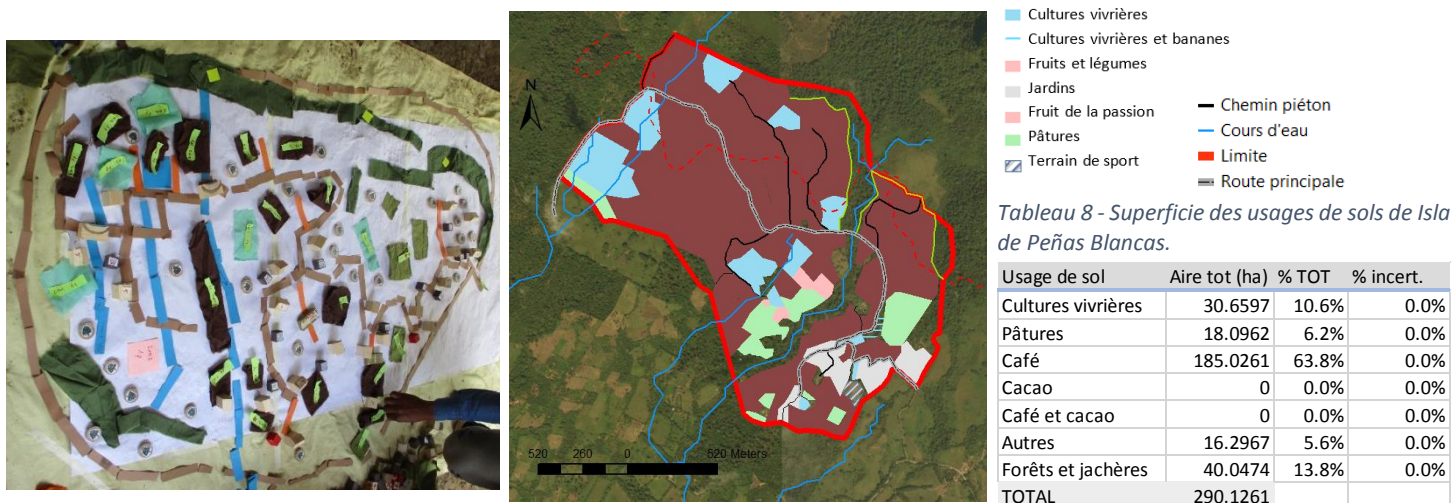 N
520 260 0 520 Meters
Cultures vivrières
Cultures vivrières et bananes
Fruits et légumes
Jardins
Fruit de la passion
Pâtures
Terrain de sport
Chemin piéton
Cours d'eau
Limite
Route principale
Tableau 8 - Superficie des usages de sols de Isla
de Peñas Blancas.
Usage de sol Aire tot (ha) % TOT % incert.
Cultures vivrières 30.6597 10.6% 0.0%
Pâtures 18.0962 6.2% 0.0%
Café 185.0261 63.8% 0.0%
Cacao 0 0.0% 0.0%
Café et cacao 0 0.0% 0.0%
Autres 16.2967 5.6% 0.0%
Forêts et jachères 40.0474 13.8% 0.0%
TOTAL 290.1261